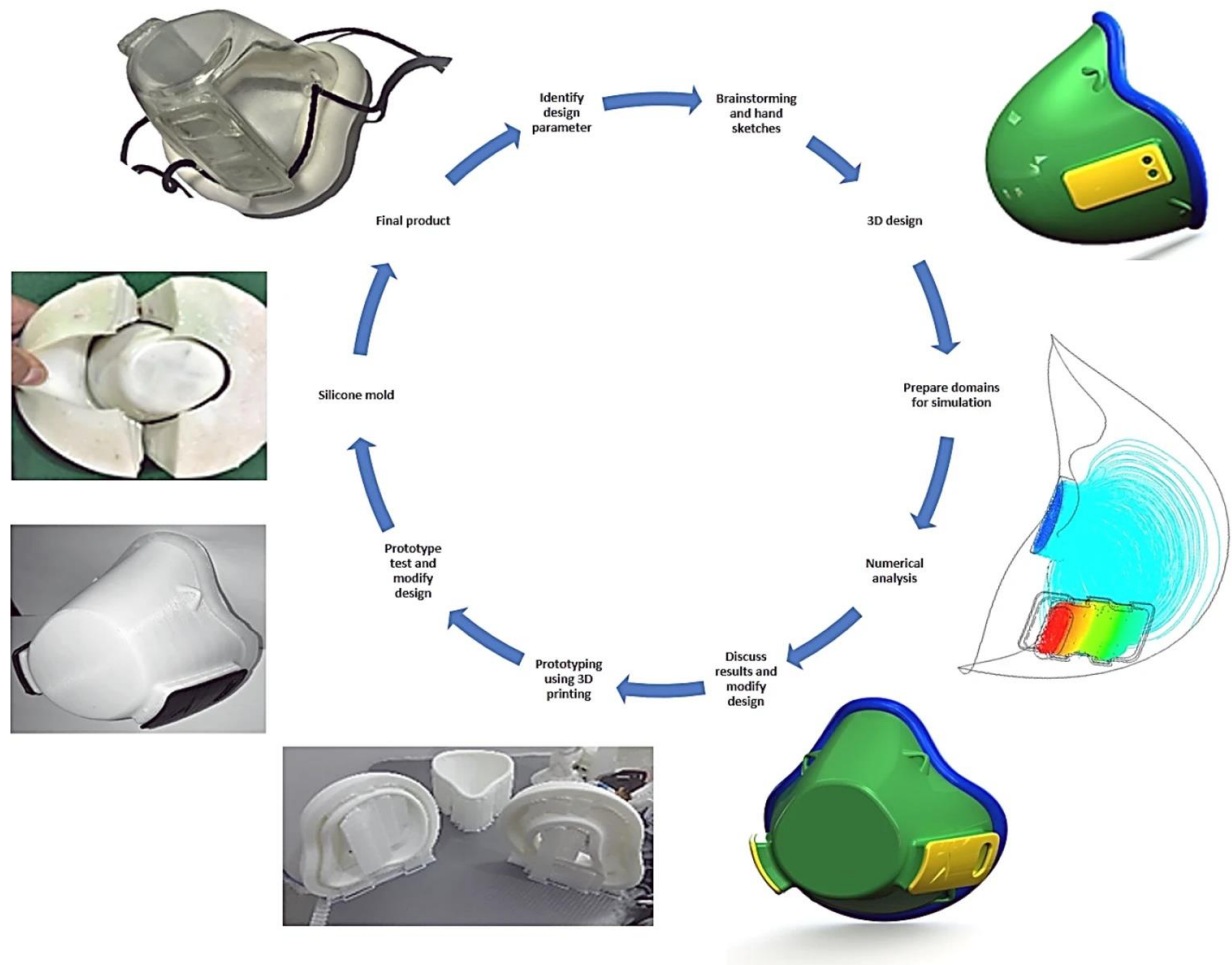 Identify
design
parameter
Brainstorming
and hand
sketches
3D design
Prepare domains
for simulation
Numerical
analysis
Discuss
results and
modify
design
Prototyping
using 3D
printing
Prototype
test and
modify
design
Silicone mold
Final product